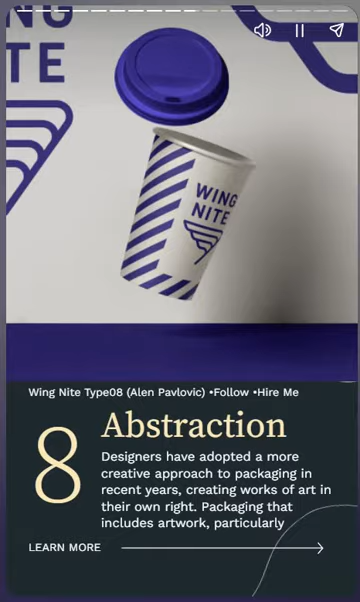 NG
TE
WING
NITE
Wing Nite Type08 (Alen Pavlovic) •Follow •Hire Me
8
Abstraction
Designers have adopted a more
creative approach to packaging in
recent years, creating works of art in
their own right. Packaging that
includes artwork, particularly
LEARN MORE